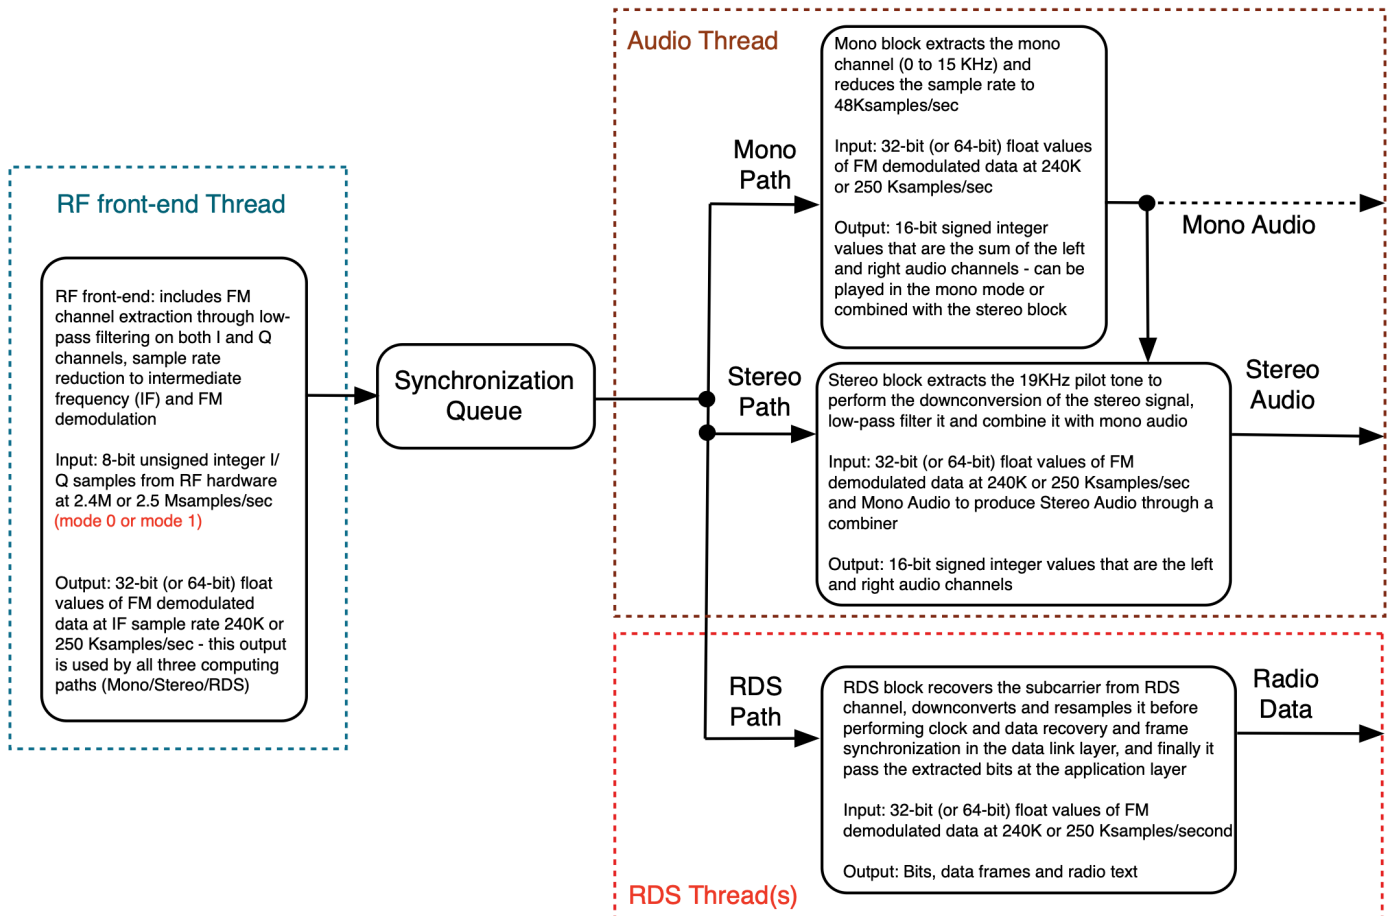 RF front-end Thread
RF front-end: includes FM
channel extraction through low-
pass filtering on both I and Q
channels, sample rate
reduction to intermediate
frequency (IF) and FM
demodulation
Input: 8-bit unsigned integer I/
Q samples from RF hardware
at 2.4M or 2.5 Msamples/sec
(mode 0 or mode 1)
Output: 32-bit (or 64-bit) float
values of FM demodulated
data at IF sample rate 240K or
250 Ksamples/sec - this output
is used by all three computing
paths (Mono/Stereo/RDS)
Synchronization
Queue
Audio Thread
Mono
Path
Mono block extracts the mono
channel (0 to 15 KHz) and
reduces the sample rate to
48Ksamples/sec
Input: 32-bit (or 64-bit) float values
of FM demodulated data at 240K
or 250 Ksamples/sec
Output: 16-bit signed integer
values that are the sum of the left
and right audio channels - can be
played in the mono mode or
combined with the stereo block
Mono Audio
Stereo
Path
Stereo block extracts the 19KHz pilot tone to
perform the downconversion of the stereo signal,
low-pass filter it and combine it with mono audio
Input: 32-bit (or 64-bit) float values of FM
demodulated data at 240K or 250 Ksamples/sec
and Mono Audio to produce Stereo Audio through a
combiner
Output: 16-bit signed integer values that are the left
and right audio channels
Stereo
Audio
RDS
Path
RDS block recovers the subcarrier from RDS
channel, downconverts and resamples it before
performing clock and data recovery and frame
synchronization in the data link layer, and finally it
pass the extracted bits at the application layer
Input: 32-bit (or 64-bit) float values of FM
demodulated data at 240K or 250 Ksamples/second
Output: Bits, data frames and radio text
Radio
Data
RDS Thread(s)